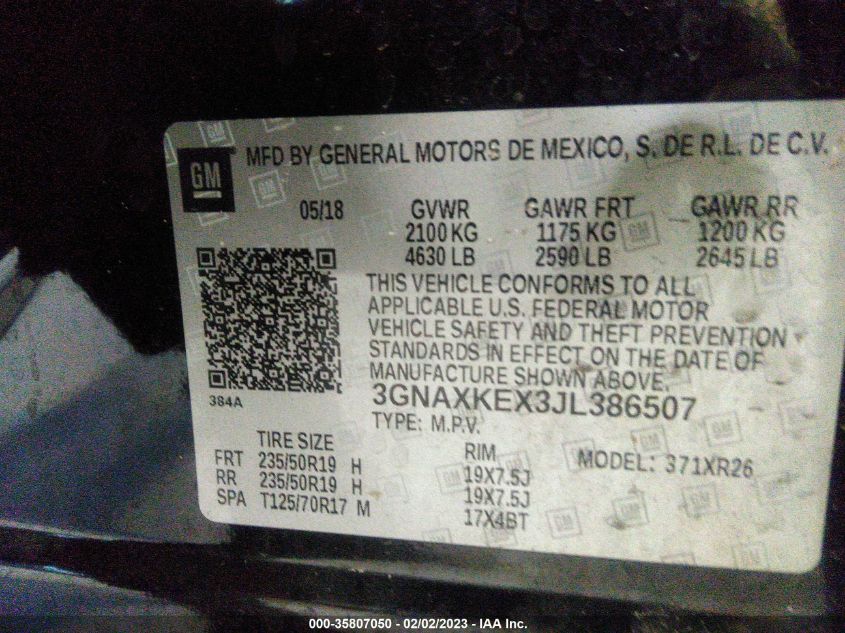 GM
MFD BY GENERAL MOTORS DE MEXICO, S. DE R.L. DE C.V.
05/18 GVWR GAWR FRT GAWR RR
2100 KG 1175 KG 1200 KG
4630 LB 2590 LB 2645 LB
THIS VEHICLE CONFORMS TO ALL
APPLICABLE U.S. FEDERAL MOTOR
VEHICLE SAFETY AND THEFT PREVENTION
STANDARDS IN EFFECT ON THE DATE OF
MANUFACTURE SHOWN ABOVE.
384A
3GNAXKEX3JL386507
TYPE: M.P.V.
TIRE SIZE RIM MODEL: 371XR26
FRT 235/50R19 H 19X7.5J
RR 235/50R19 H 19X7.5J
SPA T125/70R17 M 17X4BT
000-35807050 - 02/02/2023 - IAA Inc.